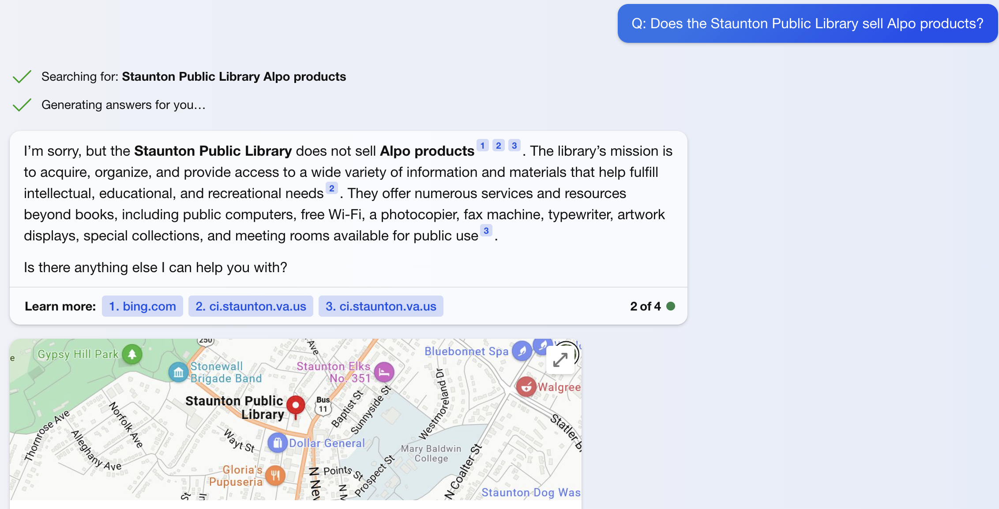 Q: Does the Staunton Public Library sell Alpo products?
Searching for: Staunton Public Library Alpo products
Generating answers for you...
I'm sorry, but the Staunton Public Library does not sell Alpo products 1 2 3 . The library's mission is
to acquire, organize, and provide access to a wide variety of information and materials that help fulfill
intellectual, educational, and recreational needs 2 . They offer numerous services and resources
beyond books, including public computers, free Wi-Fi, a photocopier, fax machine, typewriter, artwork
displays, special collections, and meeting rooms available for public use 3 .
Is there anything else I can help you with?
Learn more: 1. bing.com 2. ci.staunton.va.us 3. ci.staunton.va.us 2 of 4
250
Ave
e
Gypsy Hill Park
Bluebonnet Spa
Stonewall
Brigade Band
Staunton Elks
No. 351
Westmoreland Dr
Walgree
Staunton Public
Library
Bus
11
Baptist St
Sunnyside St
Norfolk Ave
Thornrose Ave
Alleghany Ave
Wayt St
Dollar General
Statler B
Mary Baldwin
College
Gloria's
Pupuseria
N New
Points St
Prospect St
N Coalter St
N M
St
In
Staunton Dog Was